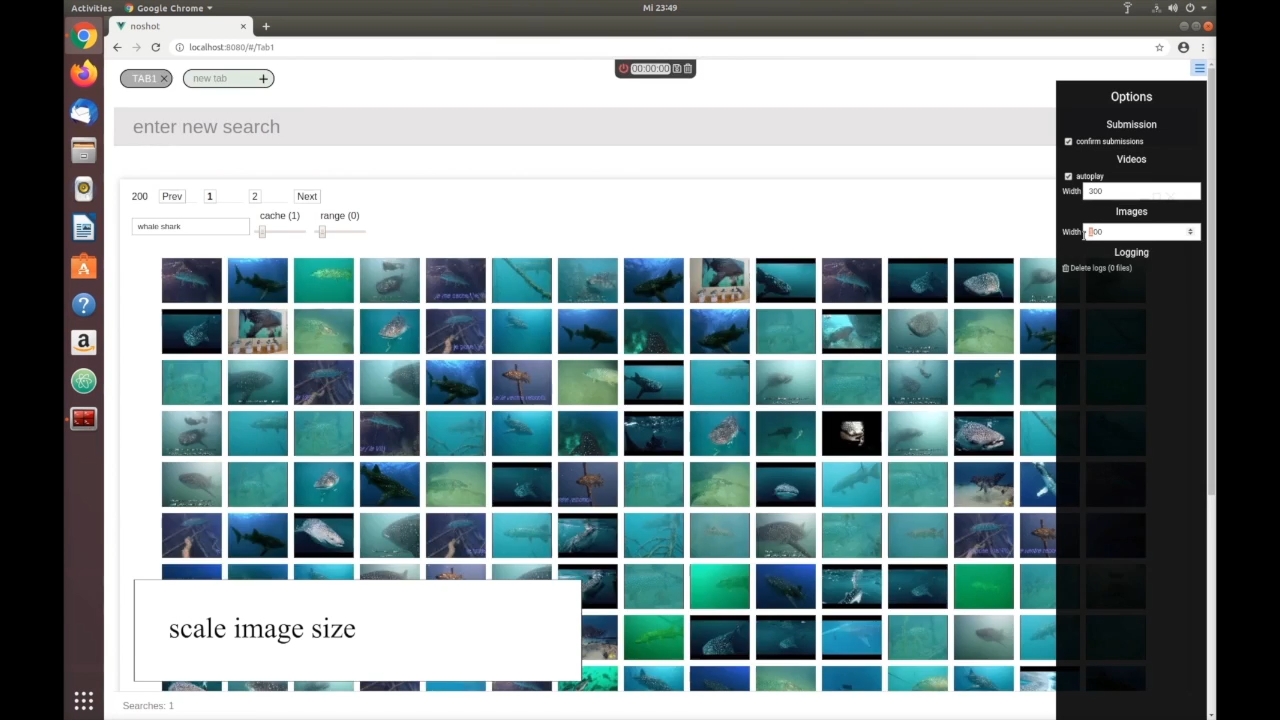 Activities
Google Chrome
Mi 23:49
noshot
localhost:8080/#/Tab1
TAB1
new tab
00:00:00
enter new search
Options
Submission
confirm submissions
Videos
autoplay
Width 300
Images
Width
Logging
Delete logs (0 files)
200 Prev 1 2 Next
cache (1) range (0)
whale shark
scale image size
Searches: 1